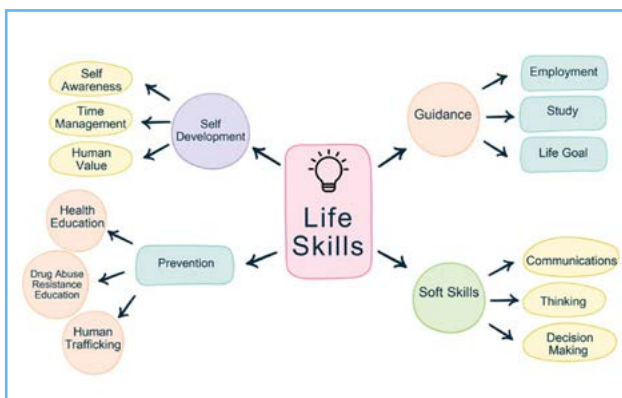 Self
Awareness
Time
Management
Human
Value
Self
Development
Guidance
Employment
Study
Life Goal
Life
Skills
Health
Education
Drug Abuse
Resistance
Education
Human
Trafficking
Prevention
Soft Skills
Communications
Thinking
Decision
Making